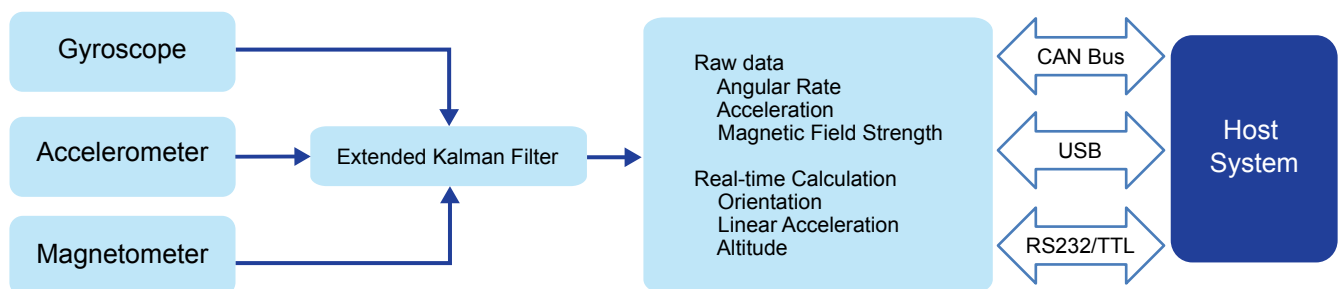 Gyroscope
Accelerometer
Magnetometer
Extended Kalman Filter
Raw data
Angular Rate
Acceleration
Magnetic Field Strength
Real-time Calculation
Orientation
Linear Acceleration
Altitude
CAN Bus
USB
RS232/TTL
Host
System